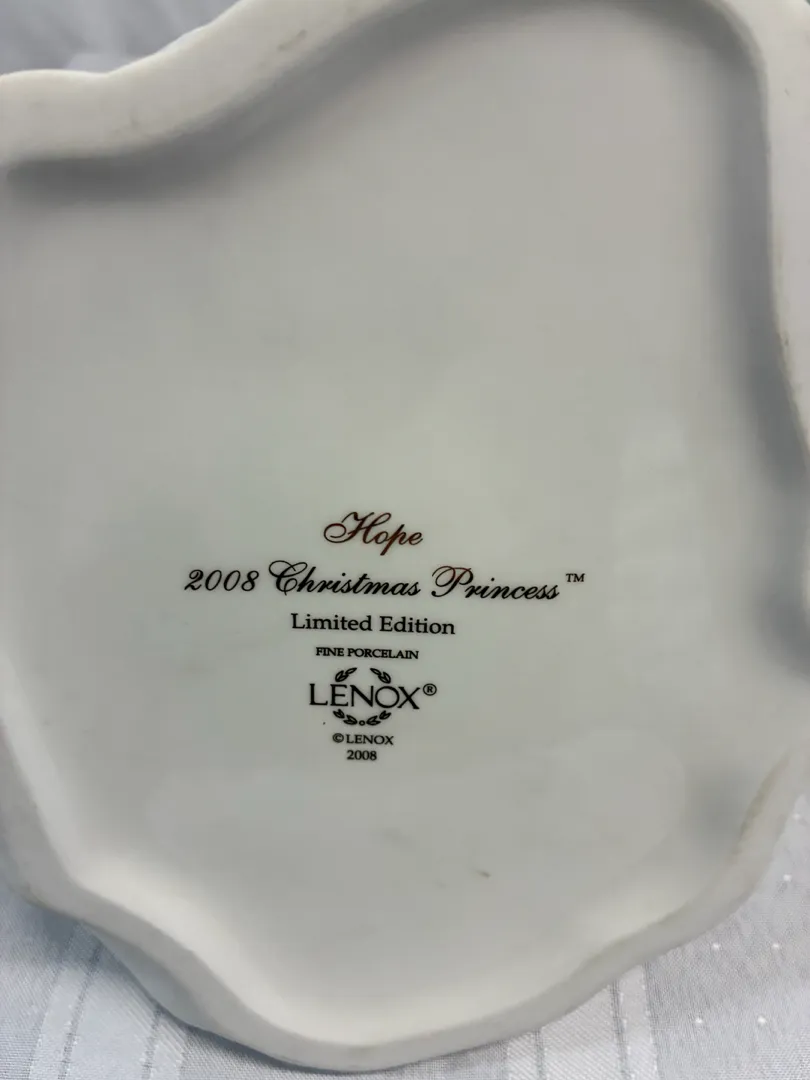 Hope
2008 Christmas Princess™
Limited Edition
FINE PORCELAIN
LENOX®
© LENOX
2008